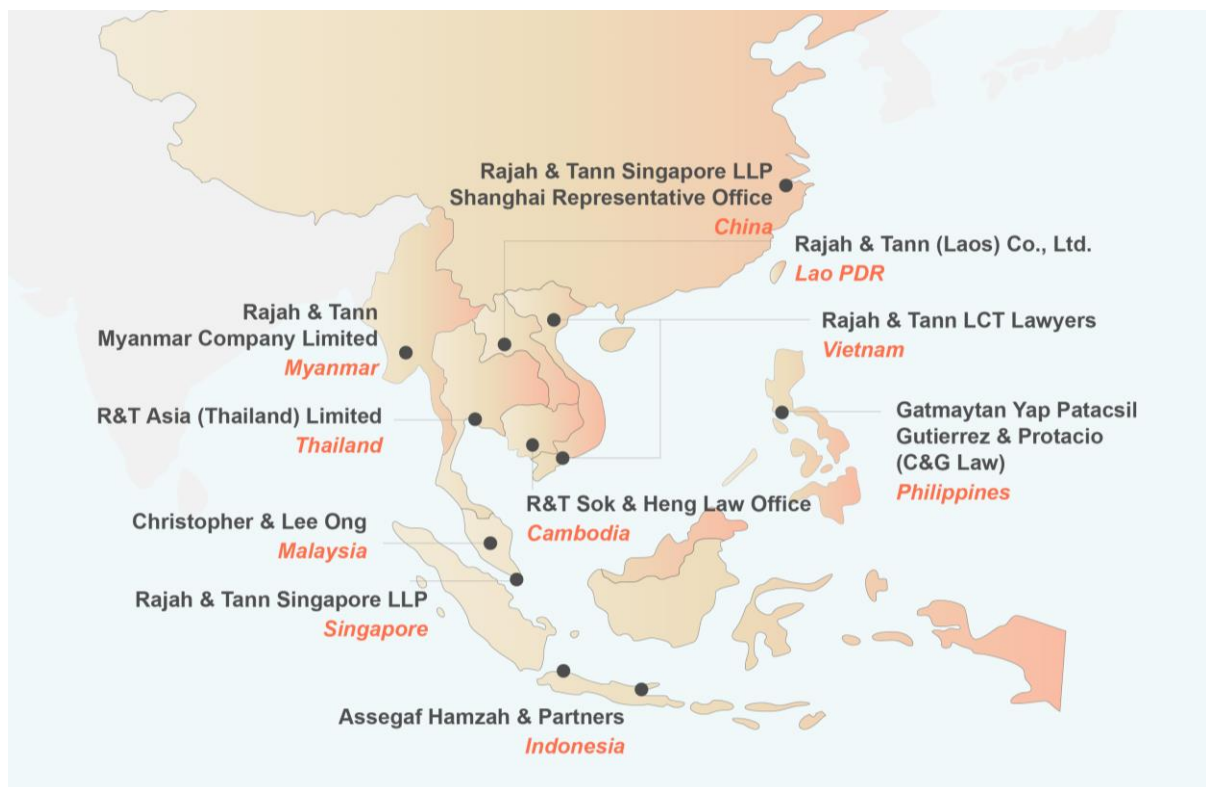 Rajah & Tann Singapore LLP
Shanghai Representative Office
China
Rajah & Tann (Laos) Co., Ltd.
Lao PDR
Rajah & Tann
Myanmar Company Limited
Myanmar
Rajah & Tann LCT Lawyers
Vietnam
R&T Asia (Thailand) Limited
Thailand
Gatmaytan Yap Patacsil
Gutierrez & Protacio
(C&G Law)
Philippines
R&T Sok & Heng Law Office
Cambodia
Christopher & Lee Ong
Malaysia
Rajah & Tann Singapore LLP
Singapore
Assegaf Hamzah & Partners
Indonesia